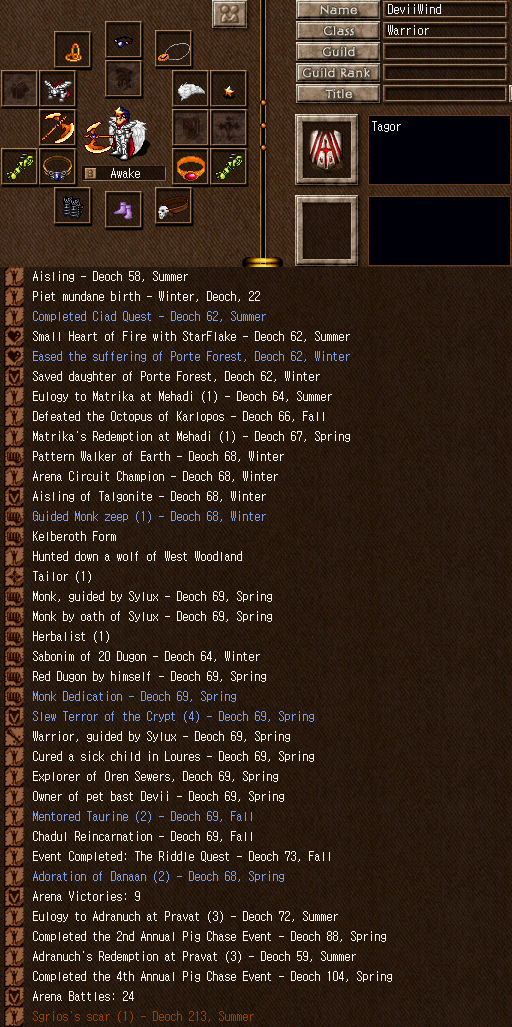 Name DeviiWind
Class Warrior
Guild
Guild Rank
Title
Tagor
Awake
Aisling - Deoch 58, Summer
Piet mundane birth - Winter, Deoch, 22
Completed Ciad Quest - Deoch 62, Summer
Small Heart of Fire with StarFlake - Deoch 62, Summer
Eased the suffering of Porte Forest, Deoch 62, Winter
Saved daughter of Porte Forest, Deoch 62, Winter
Eulogy to Matrika at Mehadi (1) - Deoch 64, Summer
Defeated the Octopus of Karlopos - Deoch 66, Fall
Matrika's Redemption at Mehadi (1) - Deoch 67, Spring
Pattern Walker of Earth - Deoch 68, Winter
Arena Circuit Champion - Deoch 68, Winter
Aisling of Talgonite - Deoch 68, Winter
Guided Monk zeep (1) - Deoch 68, Winter
Kelberoth Form
Hunted down a wolf of West Woodland
Tailor (1)
Monk, guided by Sylux - Deoch 69, Spring
Monk by oath of Sylux - Deoch 69, Spring
Herbalist (1)
Sabonim of 20 Dugon - Deoch 64, Winter
Red Dugon by himself - Deoch 69, Spring
Monk Dedication - Deoch 69, Spring
Slew Terror of the Crypt (4) - Deoch 69, Spring
Warrior, guided by Sylux - Deoch 69, Spring
Cured a sick child in Loures - Deoch 69, Spring
Explorer of Oren Sewers, Deoch 69, Spring
Owner of pet bast Devii - Deoch 69, Spring
Mentored Taurine (2) - Deoch 69, Fall
Chadul Reincarnation - Deoch 69, Fall
Event Completed: The Riddle Quest - Deoch 73, Fall
Adoration of Danaan (2) - Deoch 68, Spring
Arena Victories: 9
Eulogy to Adranuch at Pravat (3) - Deoch 72, Summer
Completed the 2nd Annual Pig Chase Event - Deoch 88, Spring
Adranuch's Redemption at Pravat (3) - Deoch 59, Summer
Completed the 4th Annual Pig Chase Event - Deoch 104, Spring
Arena Battles: 24
Sgrios's scar (1) - Deoch 213, Summer